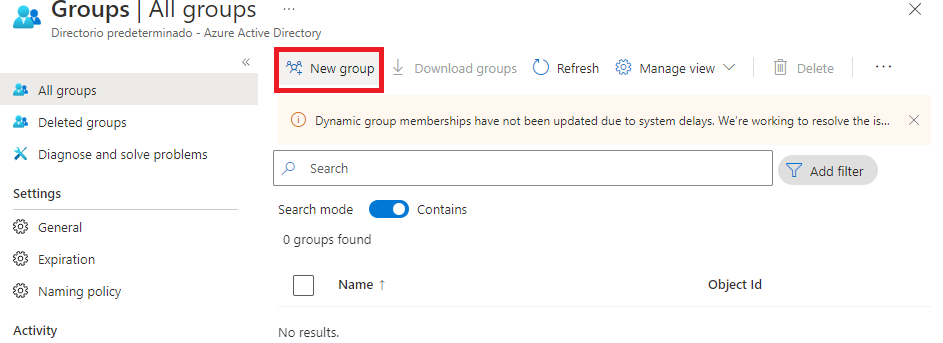 Groups | All groups ...
Directorio predeterminado - Azure Active Directory
All groups
Deleted groups
Diagnose and solve problems
Settings
General
Expiration
Naming policy
Activity
New group Download groups Refresh Manage view Delete ...
Dynamic group memberships have not been updated due to system delays. We're working to resolve the is...
Search Add filter
Search mode Contains
0 groups found
Name ↑ Object Id
No results.